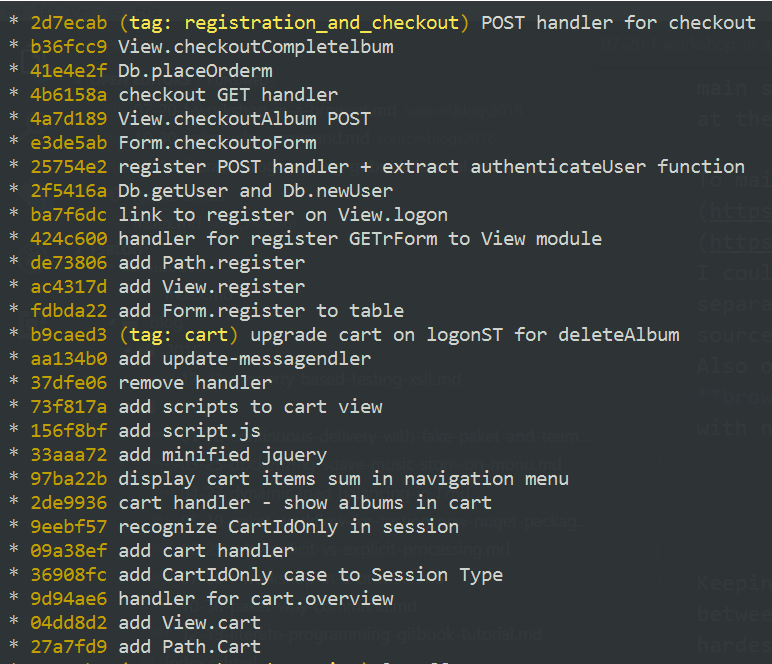 * 2d7ecab (tag: registration_and_checkout) POST handler for checkout
* b36fcc9 View.checkoutCompletelbum
* 41e4e2f Db.placeOrderm
* 4b6158a checkout GET handler
* 4a7d189 View.checkoutAlbum POST
* e3de5ab Form.checkoutoForm
* 25754e2 register POST handler + extract authenticateUser function
* 2f5416a Db.getUser and Db.newUser
* ba7f6dc link to register on View.logon
* 424c600 handler for register GETrForm to View module
* de73806 add Path.register
* ac4317d add View.register
* fdbda22 add Form.register to table
* b9caed3 (tag: cart) upgrade cart on logonST for deleteAlbum
* aa134b0 add update-messagendler
* 37dfe06 remove handler
* 73f817a add scripts to cart view
* 156f8bf add script.js
* 33aaa72 add minified jquery
* 97ba22b display cart items sum in navigation menu
* 2de9936 cart handler - show albums in cart
* 9eebf57 recognize CartIdOnly in session
* 09a38ef add cart handler
* 36908fc add CartIdOnly case to Session Type
* 9d94ae6 handler for cart.overview
* 04dd8d2 add View.cart
* 27a7fd9 add Path.Cart